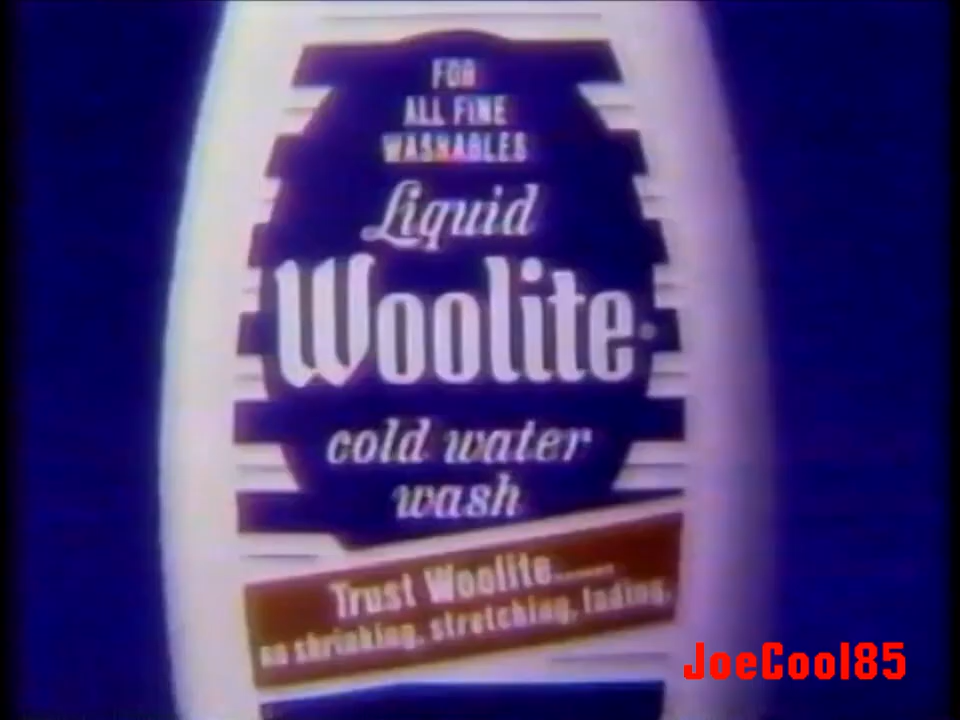 FOR
ALL FINE
WASHABLES
Liquid
Woolite
cold water
wash
Trust Woolite......
no shrinking, stretching, fading,
JoeCool85